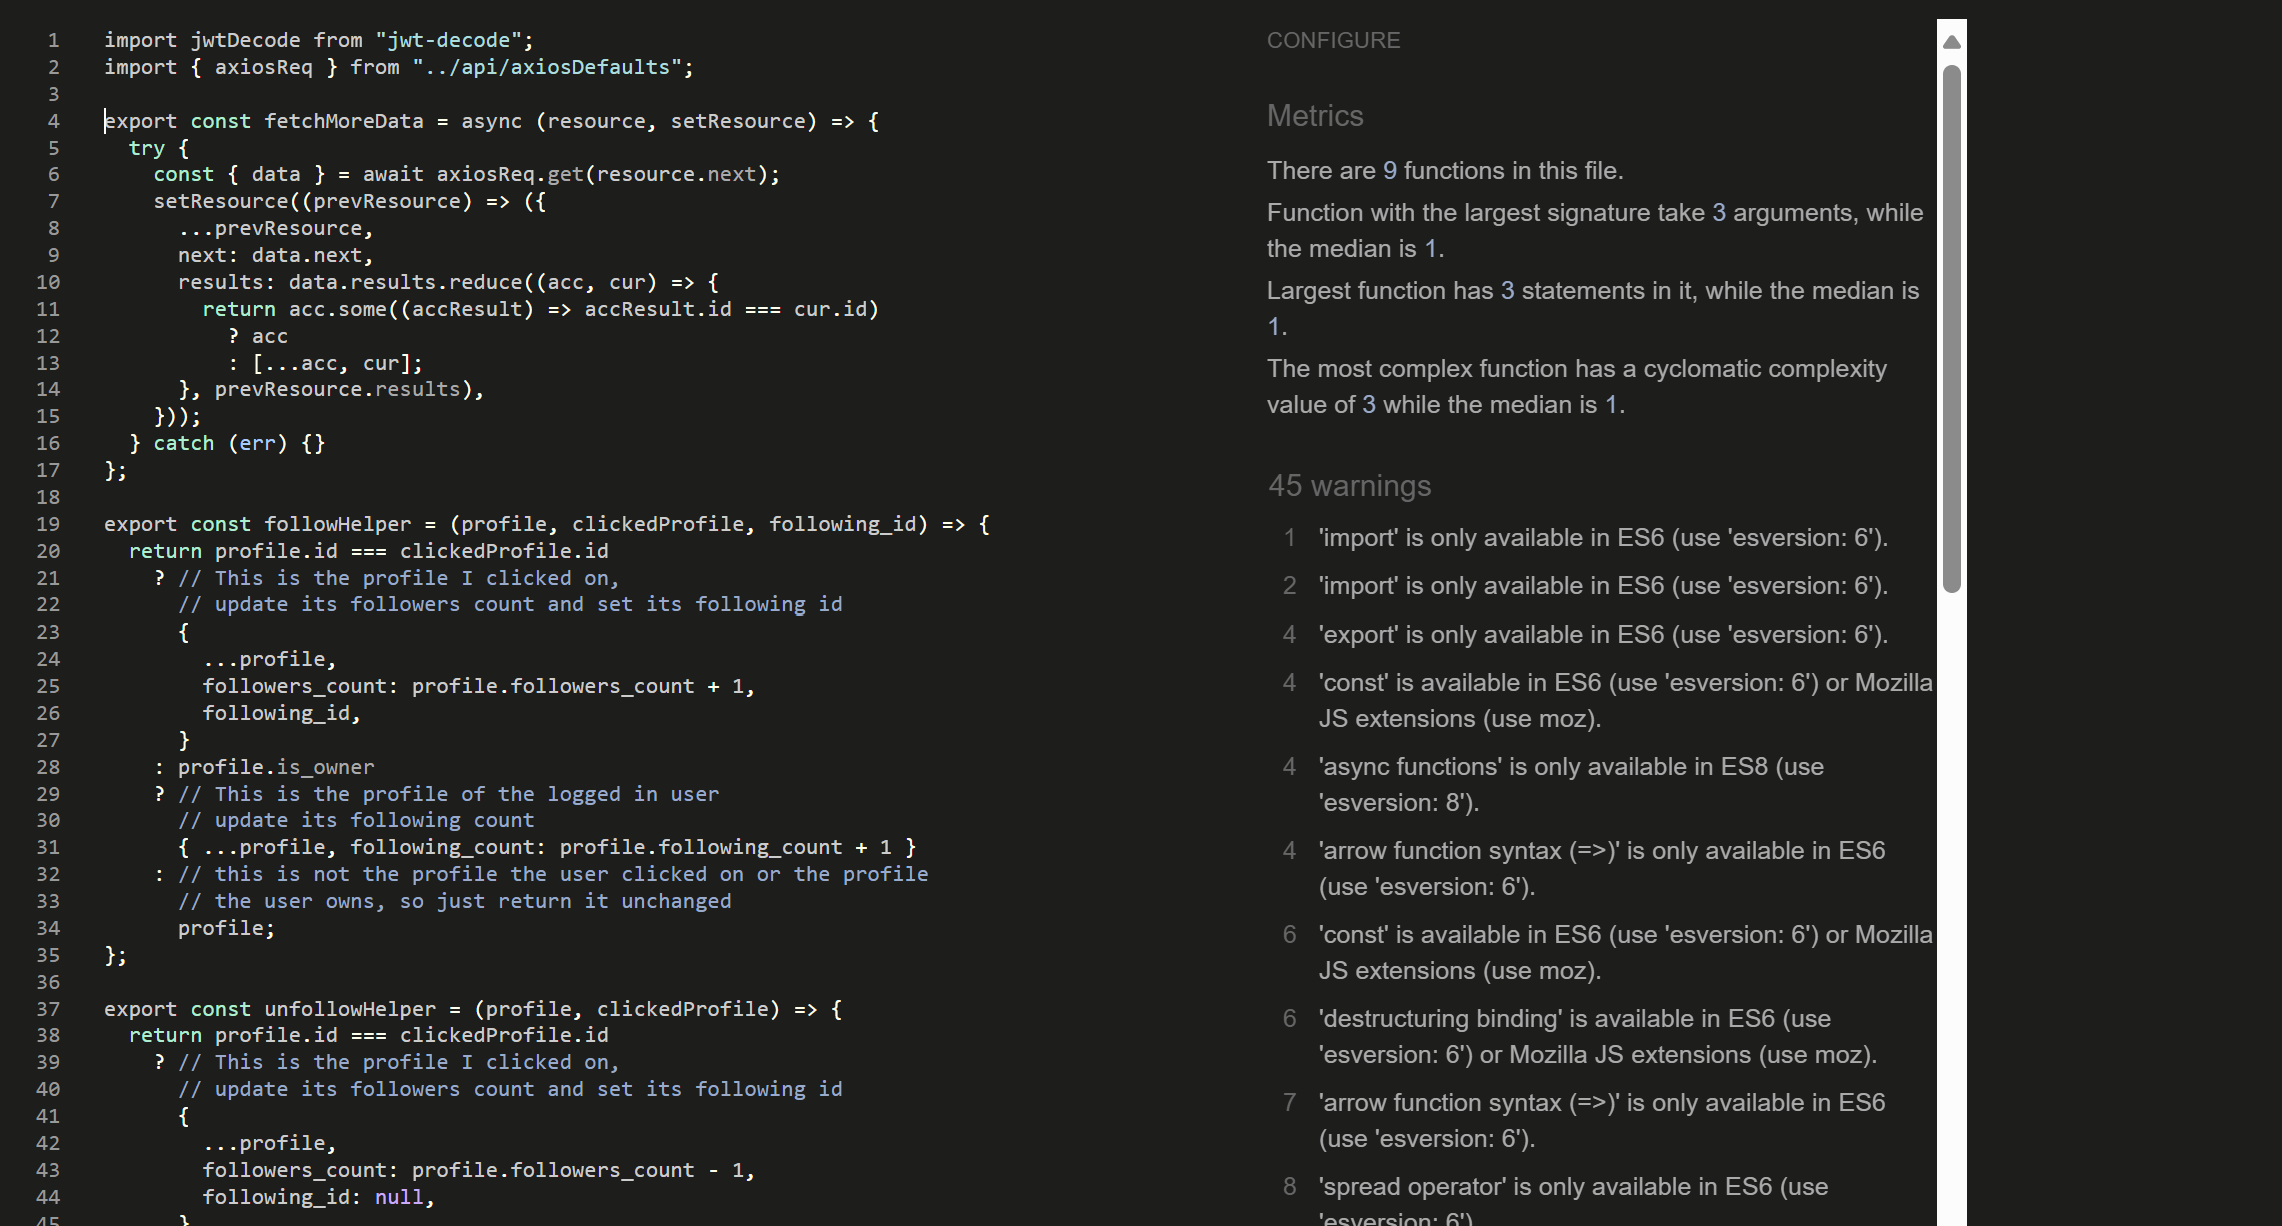 1 import jwtDecode from "jwt-decode";
2 import { axiosReq } from "../api/axiosDefaults";
3
4 export const fetchMoreData = async (resource, setResource) => {
5   try {
6     const { data } = await axiosReq.get(resource.next);
7     setResource((prevResource) => ({
8       ...prevResource,
9       next: data.next,
10       results: data.results.reduce((acc, cur) => {
11         return acc.some((accResult) => accResult.id === cur.id)
12           ? acc
13           : [...acc, cur];
14       }, prevResource.results),
15     }));
16   } catch (err) {}
17 };
18
19 export const followHelper = (profile, clickedProfile, following_id) => {
20   return profile.id === clickedProfile.id
21     ? // This is the profile I clicked on,
22       // update its followers count and set its following id
23       {
24         ...profile,
25         followers_count: profile.followers_count + 1,
26         following_id,
27       }
28     : profile.is_owner
29     ? // This is the profile of the logged in user
30       // update its following count
31       { ...profile, following_count: profile.following_count + 1 }
32     : // this is not the profile the user clicked on or the profile
33       // the user owns, so just return it unchanged
34       profile;
35 };
36
37 export const unfollowHelper = (profile, clickedProfile) => {
38   return profile.id === clickedProfile.id
39     ? // This is the profile I clicked on,
40       // update its followers count and set its following id
41       {
42         ...profile,
43         followers_count: profile.followers_count - 1,
44         following_id: null,
45       }
CONFIGURE
Metrics
There are 9 functions in this file.
Function with the largest signature take 3 arguments, while
the median is 1.
Largest function has 3 statements in it, while the median is
1.
The most complex function has a cyclomatic complexity
value of 3 while the median is 1.
45 warnings
1 'import' is only available in ES6 (use 'esversion: 6').
2 'import' is only available in ES6 (use 'esversion: 6').
4 'export' is only available in ES6 (use 'esversion: 6').
4 'const' is available in ES6 (use 'esversion: 6') or Mozilla
JS extensions (use moz).
4 'async functions' is only available in ES8 (use
'esversion: 8').
4 'arrow function syntax (=>)' is only available in ES6
(use 'esversion: 6').
6 'const' is available in ES6 (use 'esversion: 6') or Mozilla
JS extensions (use moz).
6 'destructuring binding' is available in ES6 (use
'esversion: 6') or Mozilla JS extensions (use moz).
7 'arrow function syntax (=>)' is only available in ES6
(use 'esversion: 6').
8 'spread operator' is only available in ES6 (use
'esversion: 6')